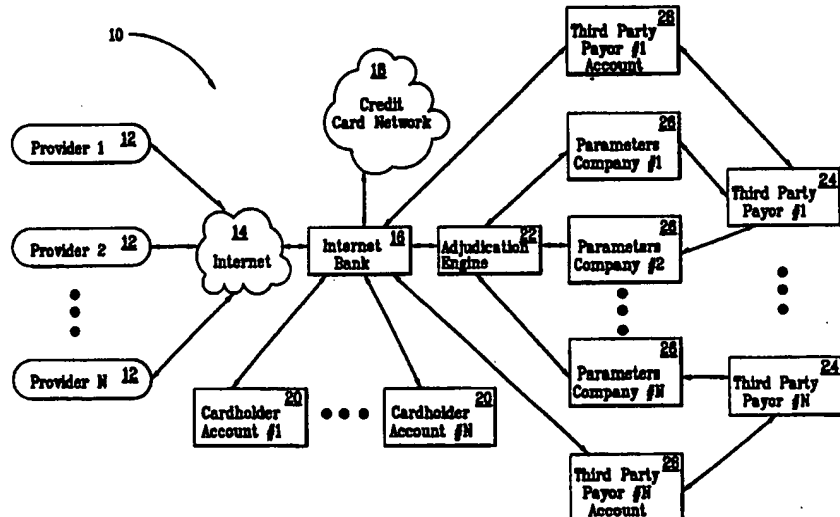 10
18
Credit
Card Network
28
Third Party
Payor #1
Account
Provider 1 12
26
Parameters
Company #1
24
Third Party
Payor #1
Provider 2 12
14
Internet
Internet 16
Bank
Adjudication 22
Engine
26
Parameters
Company #2
Provider N 12
20
Cardholder
Account #1
20
Cardholder
Account #N
26
Parameters
Company #N
24
Third Party
Payor #N
28
Third Party
Payor #N
Account